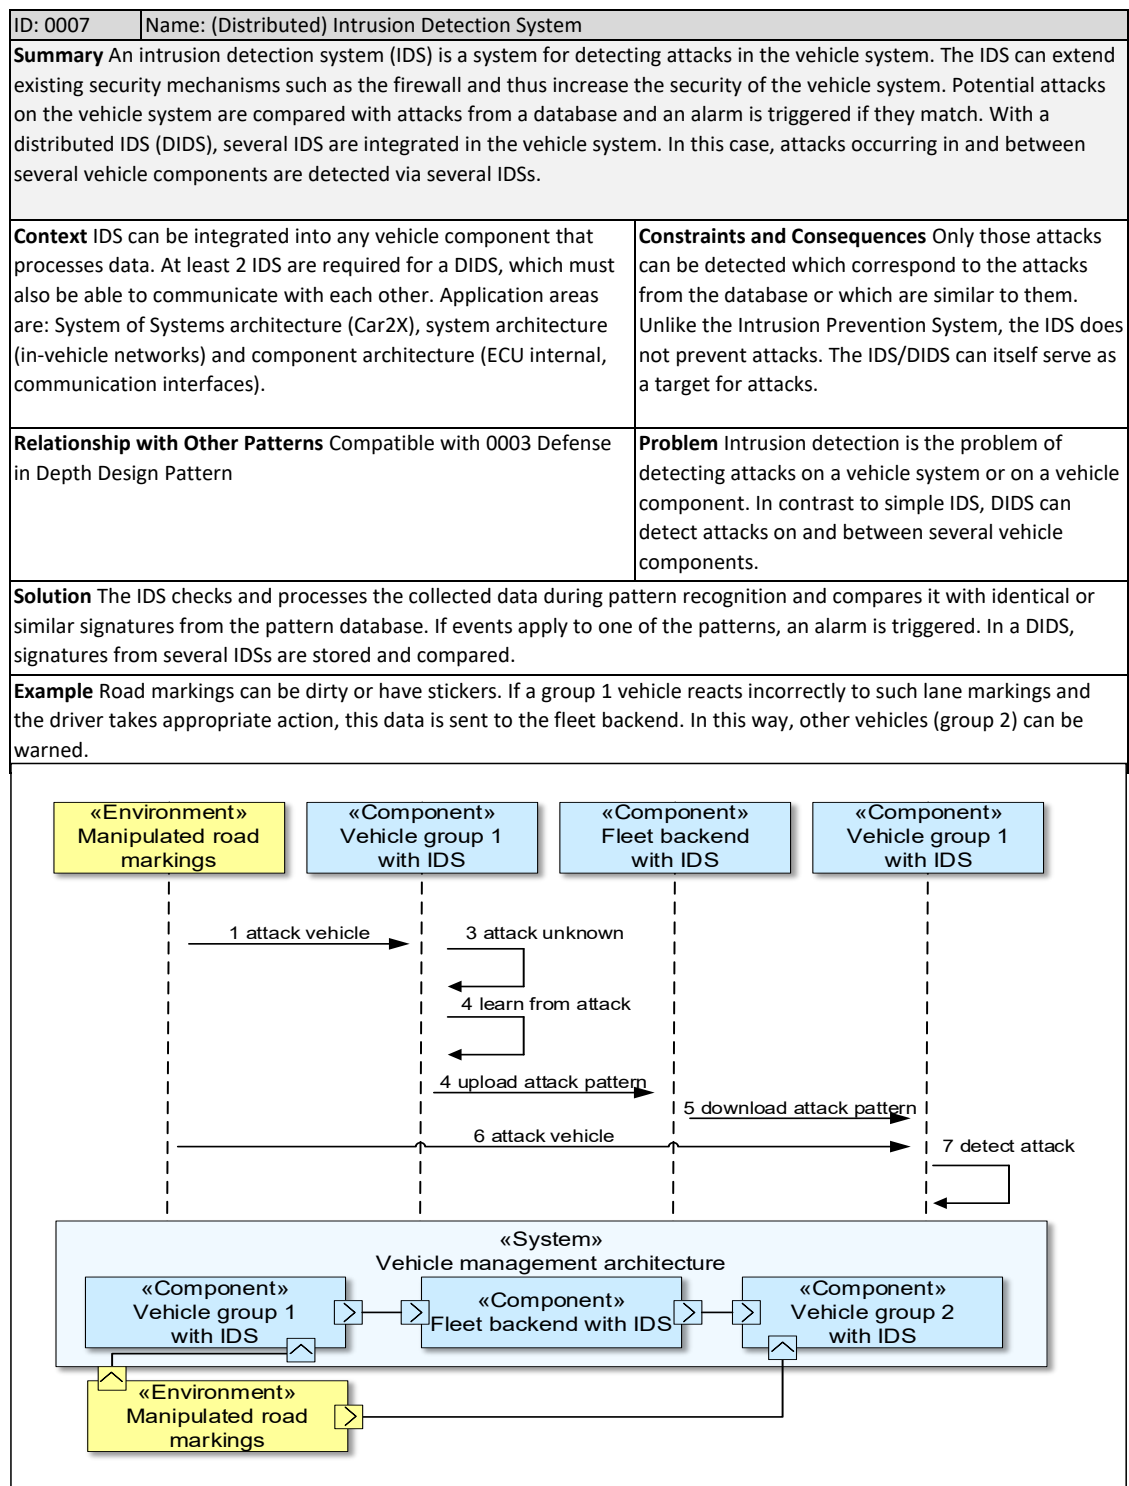 ID: 0007 Name: (Distributed) Intrusion Detection System
Summary An intrusion detection system (IDS) is a system for detecting attacks in the vehicle system. The IDS can extend
existing security mechanisms such as the firewall and thus increase the security of the vehicle system. Potential attacks
on the vehicle system are compared with attacks from a database and an alarm is triggered if they match. With a
distributed IDS (DIDS), several IDS are integrated in the vehicle system. In this case, attacks occurring in and between
several vehicle components are detected via several IDSs.
Context IDS can be integrated into any vehicle component that
processes data. At least 2 IDS are required for a DIDS, which must
also be able to communicate with each other. Application areas
are: System of Systems architecture (Car2X), system architecture
(in-vehicle networks) and component architecture (ECU internal,
communication interfaces).
Constraints and Consequences Only those attacks
can be detected which correspond to the attacks
from the database or which are similar to them.
Unlike the Intrusion Prevention System, the IDS does
not prevent attacks. The IDS/DIDS can itself serve as
a target for attacks.
Relationship with Other Patterns Compatible with 0003 Defense
in Depth Design Pattern
Problem Intrusion detection is the problem of
detecting attacks on a vehicle system or on a vehicle
component. In contrast to simple IDS, DIDS can
detect attacks on and between several vehicle
components.
Solution The IDS checks and processes the collected data during pattern recognition and compares it with identical or
similar signatures from the pattern database. If events apply to one of the patterns, an alarm is triggered. In a DIDS,
signatures from several IDSs are stored and compared.
Example Road markings can be dirty or have stickers. If a group 1 vehicle reacts incorrectly to such lane markings and
the driver takes appropriate action, this data is sent to the fleet backend. In this way, other vehicles (group 2) can be
warned.
«Environment»
Manipulated road
markings
«Component»
Vehicle group 1
with IDS
«Component»
Fleet backend
with IDS
«Component»
Vehicle group 1
with IDS
1 attack vehicle
3 attack unknown
4 learn from attack
4 upload attack pattern
5 download attack pattern
6 attack vehicle
7 detect attack
«System»
Vehicle management architecture
«Component»
Vehicle group 1
with IDS
«Component»
Fleet backend with IDS
«Component»
Vehicle group 2
with IDS
«Environment»
Manipulated road
markings